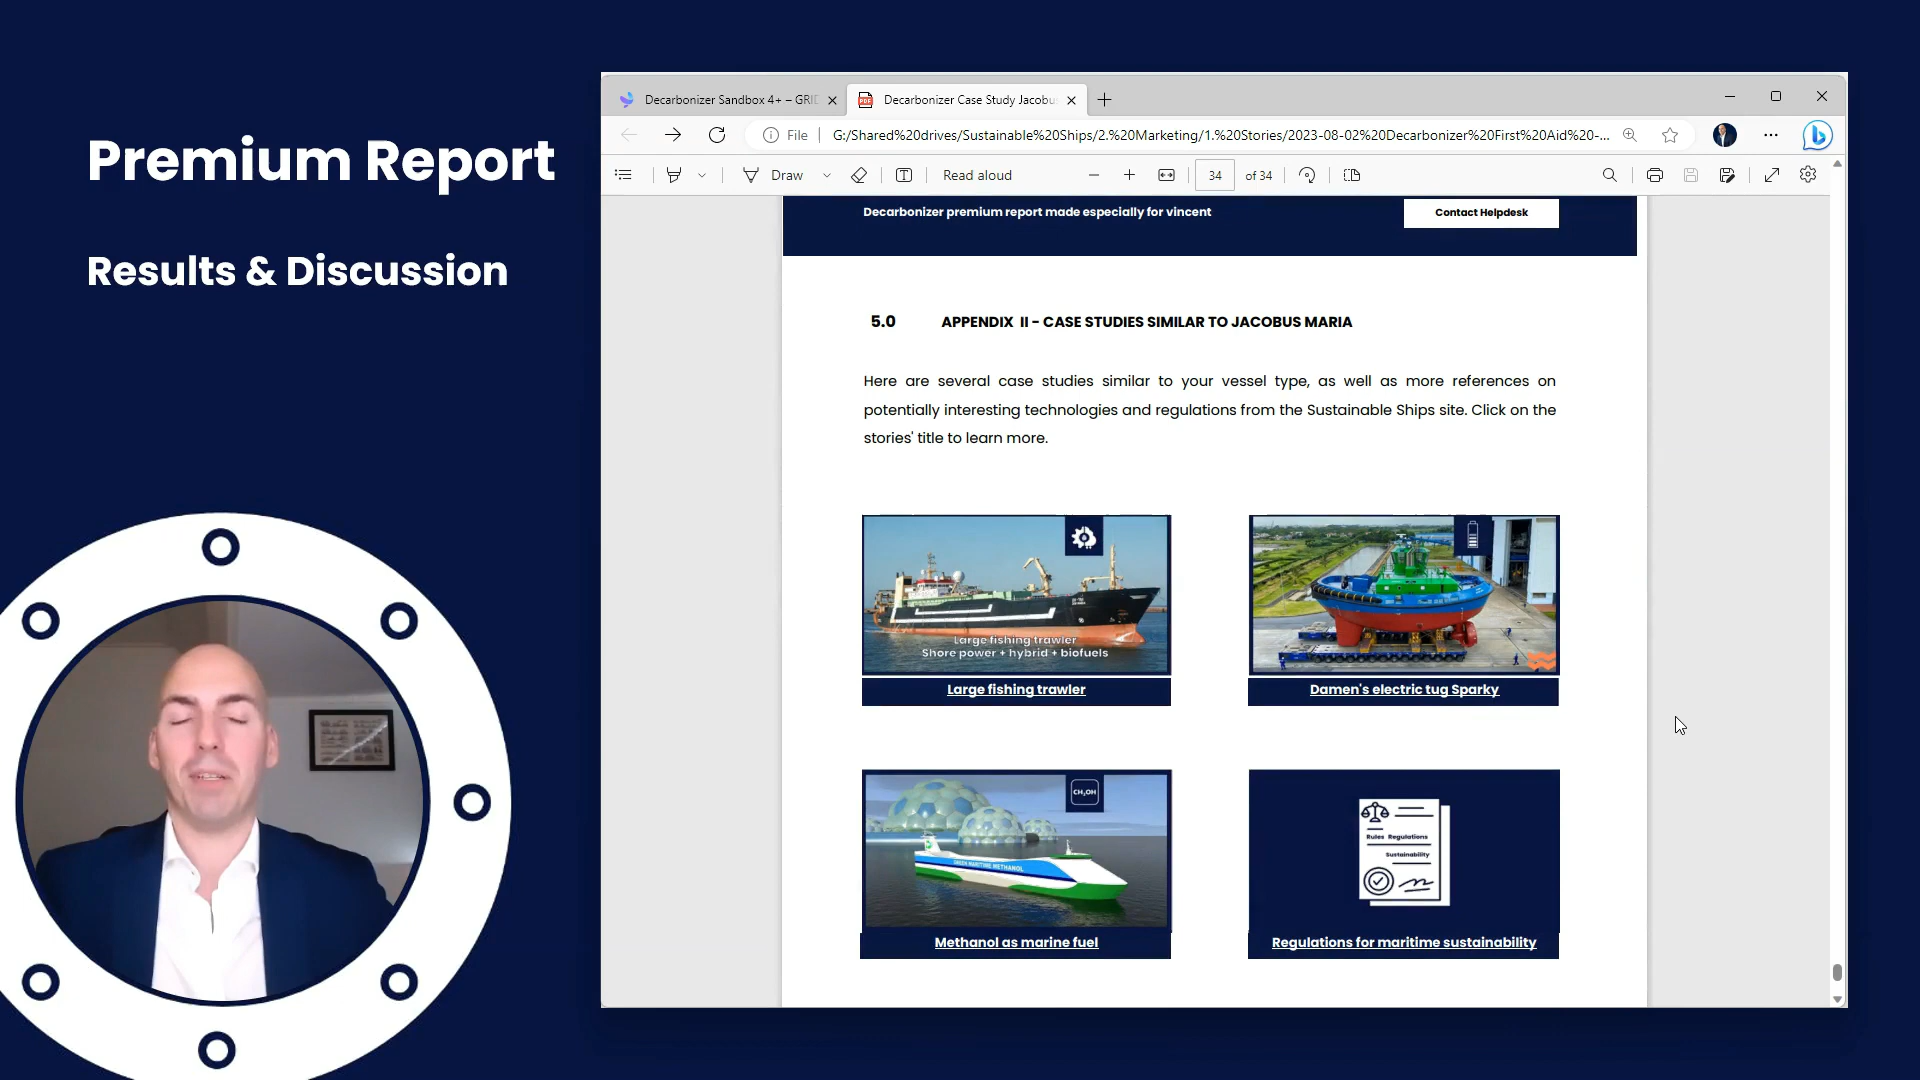 Premium Report
Results & Discussion
Decarbonizer Sandbox 4+ – GRI
Decarbonizer Case Study Jacobu
File
G:/Shared%20drives/Sustainable%20Ships/2.%20Marketing/1.%20Stories/2023-08-02%20Decarbonizer%20First%20Aid%20-...
Draw
Read aloud
34 of 34
Decarbonizer premium report made especially for vincent
Contact Helpdesk
5.0 APPENDIX II - CASE STUDIES SIMILAR TO JACOBUS MARIA
Here are several case studies similar to your vessel type, as well as more references on
potentially interesting technologies and regulations from the Sustainable Ships site. Click on the
stories' title to learn more.
Large fishing trawler
Shore power + hybrid + biofuels
Large fishing trawler
Damen's electric tug Sparky
CH₃OH
GREEN MARITIME METHANOL
Methanol as marine fuel
Rules Regulations
Sustainability
Regulations for maritime sustainability